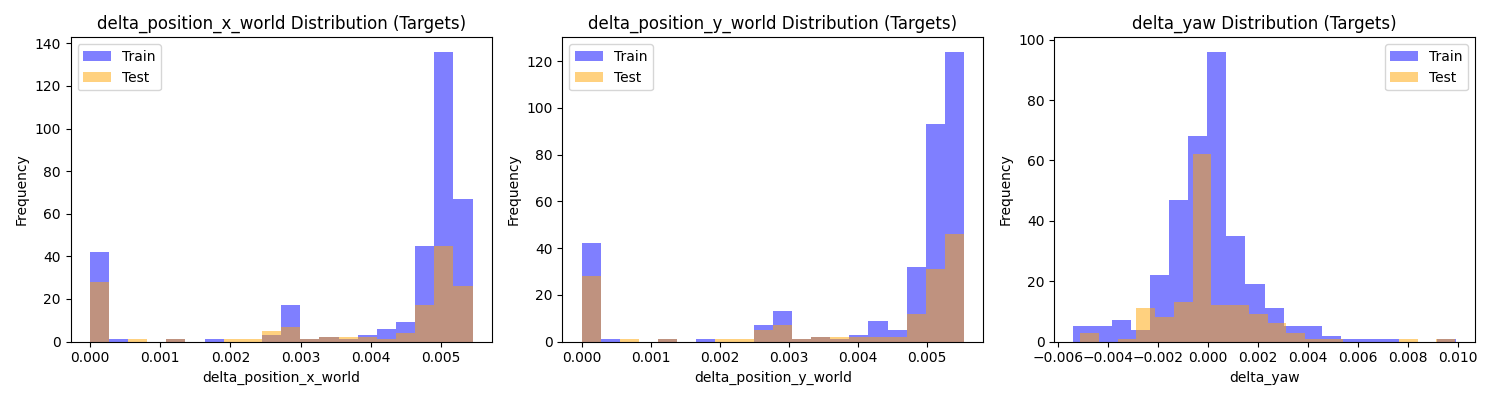 delta_position_x_world Distribution (Targets)
Train
Test
Frequency
140
120
100
80
60
40
20
0
0.000
0.001
0.002
0.003
0.004
0.005
delta_position_x_world
delta_position_y_world Distribution (Targets)
Train
Test
Frequency
120
100
80
60
40
20
0
0.000
0.001
0.002
0.003
0.004
0.005
delta_position_y_world
delta_yaw Distribution (Targets)
Train
Test
Frequency
100
80
60
40
20
0
−0.006
−0.004
−0.002
0.000
0.002
0.004
0.006
0.008
0.010
delta_yaw